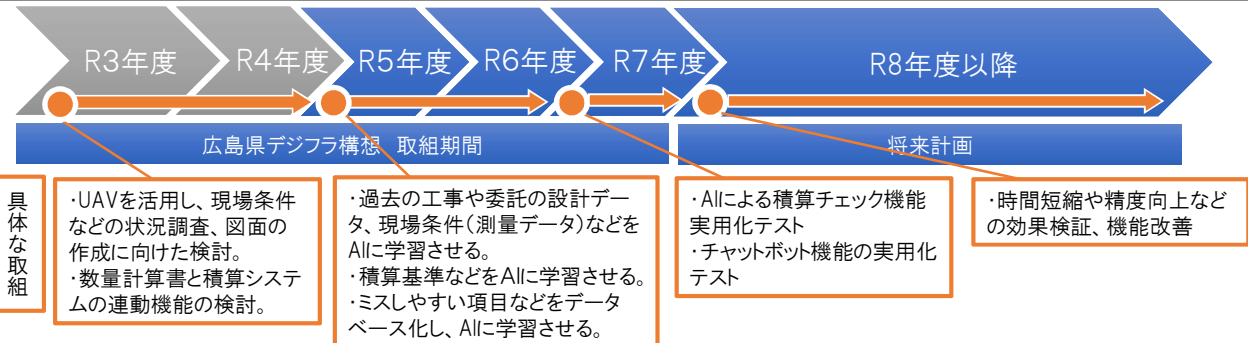 R3年度
R4年度
R5年度
R6年度
R7年度
R8年度以降
広島県デジフラ構想 取組期間
将来計画
具体な取組
・UAVを活用し、現場条件
などの状況調査、図面の
作成に向けた検討。
・数量計算書と積算システ
ムの連動機能の検討。
・過去の工事や委託の設計デー
タ、現場条件(測量データ)などを
AIに学習させる。
・積算基準などをAIに学習させる。
・ミスしやすい項目などをデータ
ベース化し、AIに学習させる。
・AIによる積算チェック機能
実用化テスト
・チャットボット機能の実用化
テスト
・時間短縮や精度向上など
の効果検証、機能改善